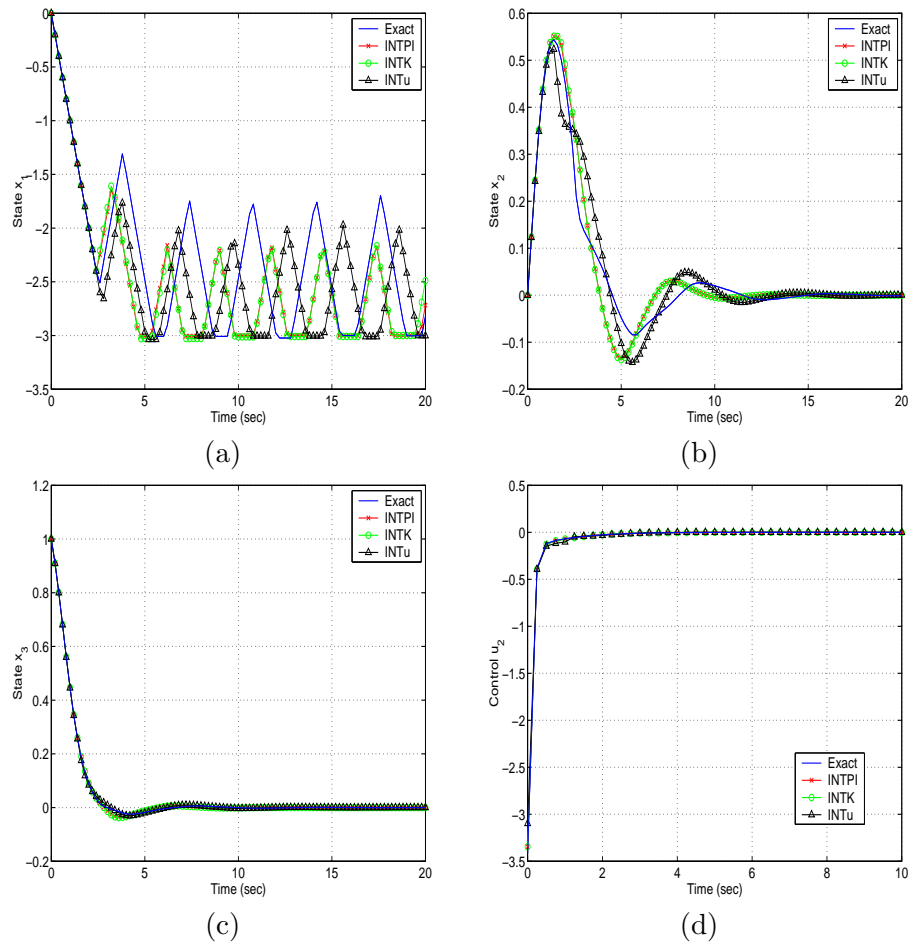 0
−0.5
−1
−1.5
−2
−2.5
−3
−3.5
0
5
10
15
20
State x1
Time (sec)
Exact
INTPI
INTK
INTu
(a)
0.6
0.5
0.4
0.3
0.2
0.1
0
−0.1
−0.2
0
5
10
15
20
State x2
Time (sec)
Exact
INTPI
INTK
INTu
(b)
1.2
1
0.8
0.6
0.4
0.2
0
−0.2
0
5
10
15
20
State x3
Time (sec)
Exact
INTPI
INTK
INTu
(c)
0.5
0
−0.5
−1
−1.5
−2
−2.5
−3
−3.5
0
2
4
6
8
10
Control u2
Time (sec)
Exact
INTPI
INTK
INTu
(d)